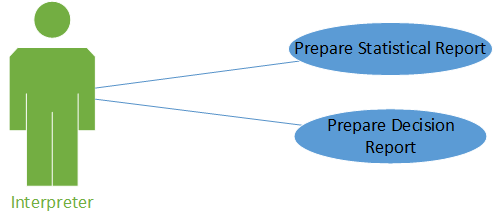 Prepare Statistical Report
Prepare Decision
Report
Interpreter